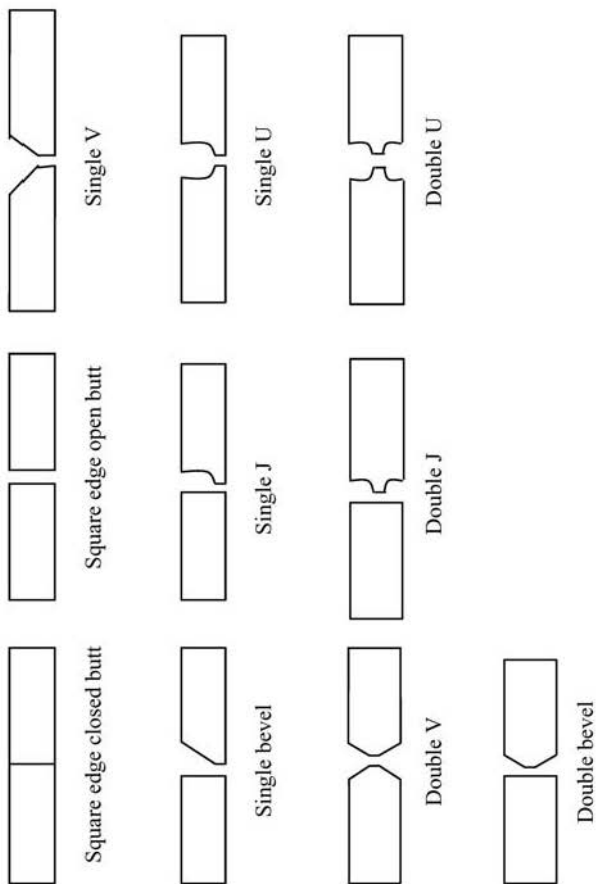 Square edge closed butt
Square edge open butt
Single V
Single bevel
Single J
Single U
Double V
Double J
Double U
Double bevel